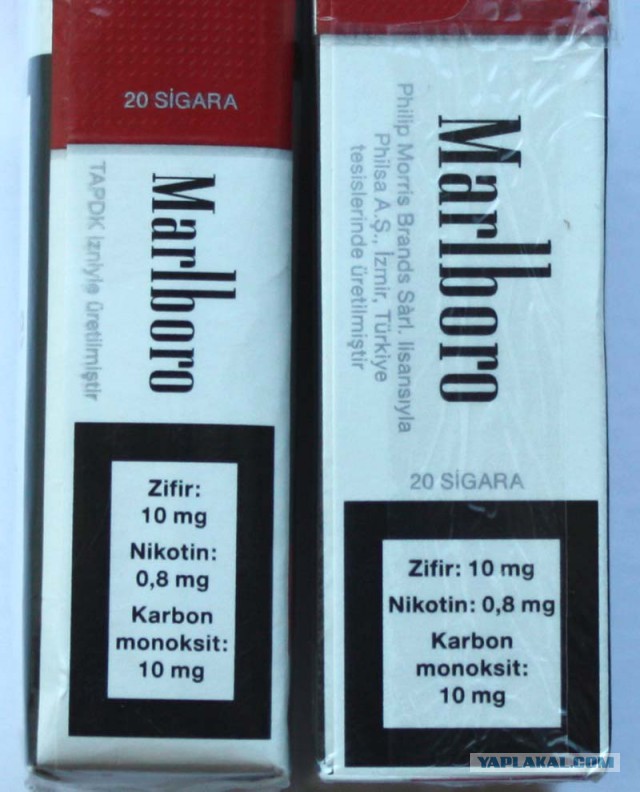 20 SİGARA
Marlboro
TAPDK izniyle üretilmiştir
Zifir:
10 mg
Nikotin:
0,8 mg
Karbon
monoksit:
10 mg
Marlboro
Philip Morris Brands Sàrl. lisansıyla
Philsa A.Ş., İzmir, Türkiye
tesislerinde üretilmiştir
20 SİGARA
Zifir: 10 mg
Nikotin: 0,8 mg
Karbon
monoksit:
10 mg
YAPLAKAL.COM